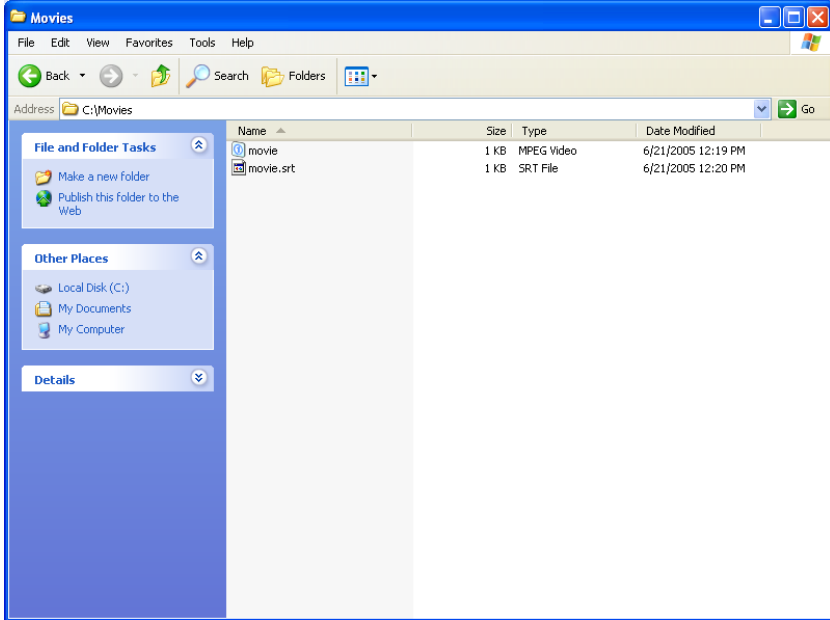 Movies
File Edit View Favorites Tools Help
Back Search Folders
Address C:\Movies Go
Name Size Type Date Modified
File and Folder Tasks
Make a new folder
Publish this folder to the
Web
Other Places
Local Disk (C:)
My Documents
My Computer
Details
movie 1 KB MPEG Video 6/21/2005 12:19 PM
movie.srt 1 KB SRT File 6/21/2005 12:20 PM